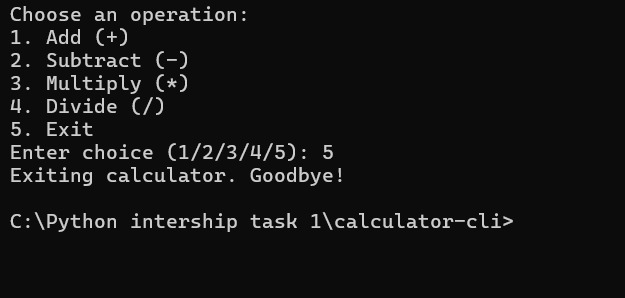 Choose an operation:
1. Add (+)
2. Subtract (-)
3. Multiply (*)
4. Divide (/)
5. Exit
Enter choice (1/2/3/4/5): 5
Exiting calculator. Goodbye!
C:\Python intership task 1\calculator-cli>